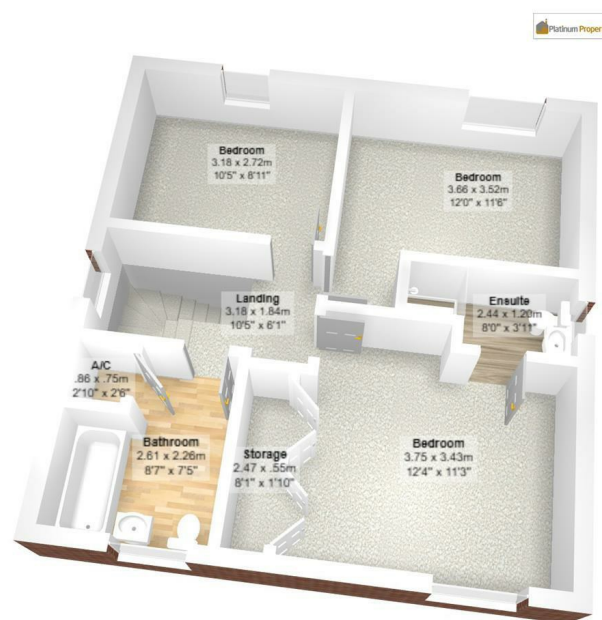 Platinum Proper
Bedroom
3.18 x 2.72m
10'5" x 8'11"
Bedroom
3.66 x 3.52m
12'0" x 11'6"
Landing
3.18 x 1.84m
10'5" x 6'1"
Ensuite
2.44 x 1.20m
8'0" x 3'11"
A/C
.86 x .75m
2'10" x 2'6"
Bathroom
2.61 x 2.26m
8'7" x 7'5"
Storage
2.47 x .55m
8'1" x 1'10"
Bedroom
3.75 x 3.43m
12'4" x 11'3"